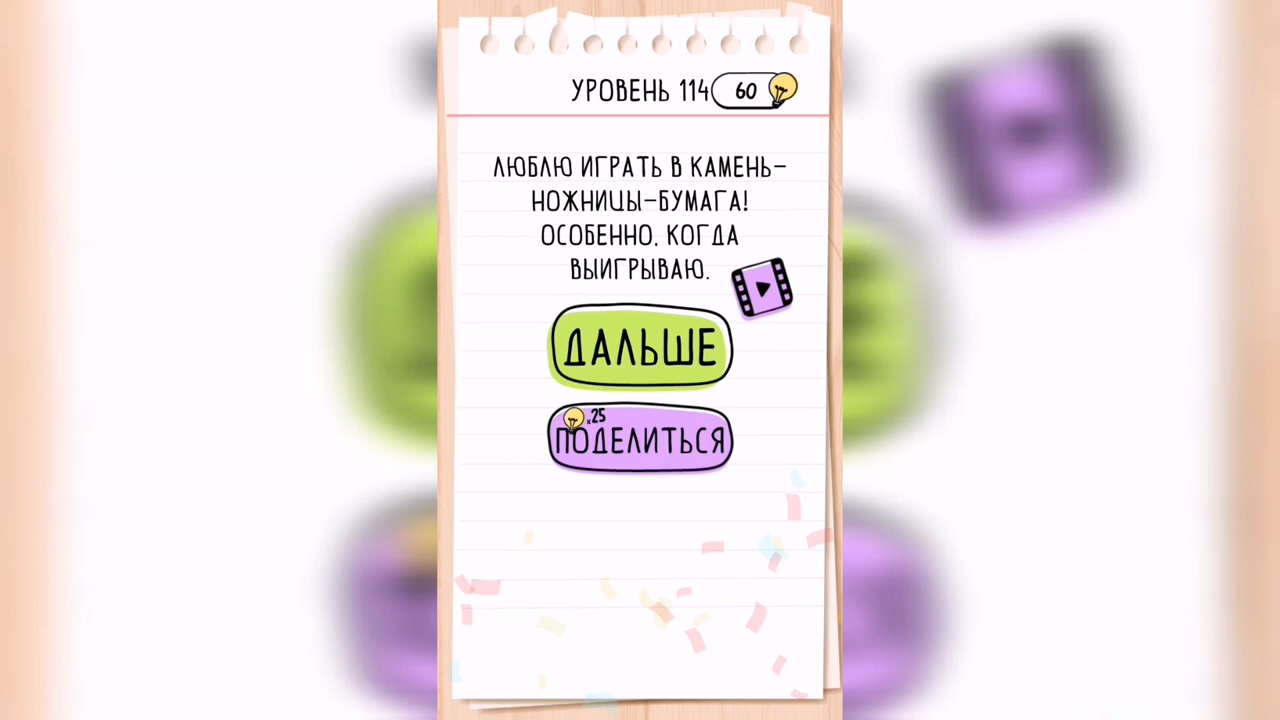 УРОВЕНЬ 114
60
ЛЮБЛЮ ИГРАТЬ В КАМЕНЬ-
НОЖНИЦЫ-БУМАГА!
ОСОБЕННО, КОГДА
ВЫИГРЫВАЮ.
ДАЛЬШЕ
x25
ПОДЕЛИТЬСЯ